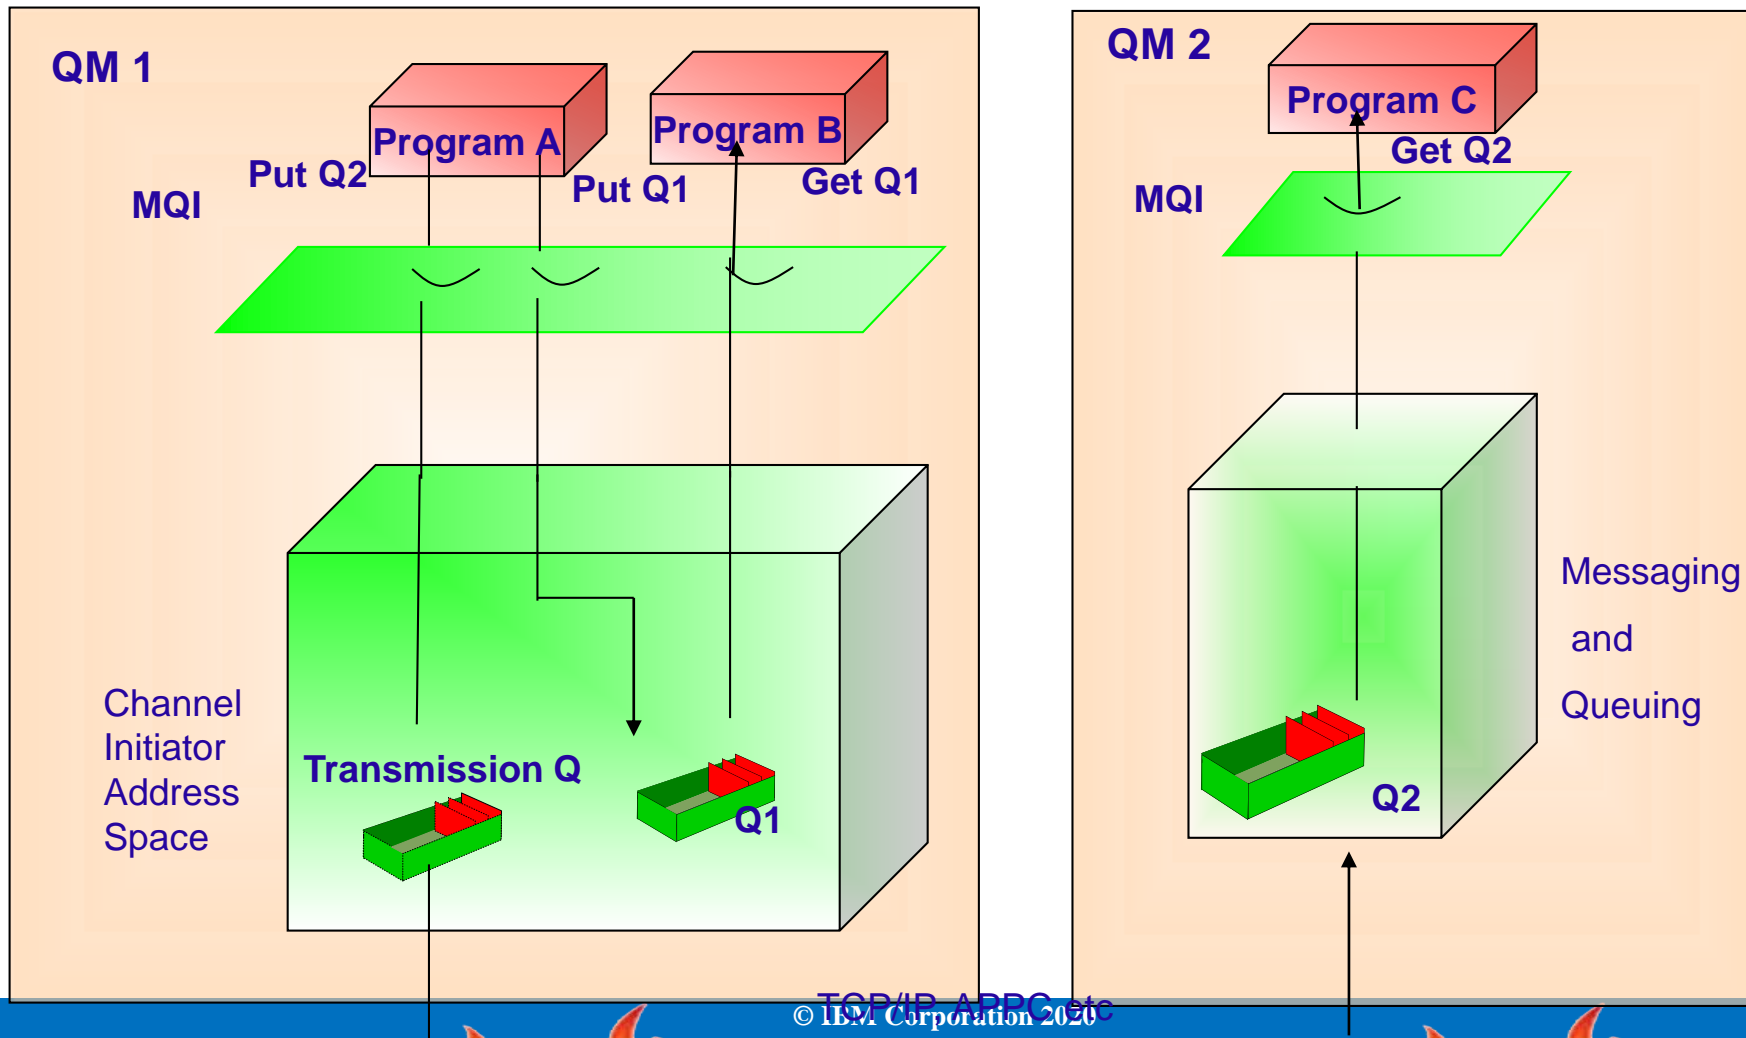 QM 1
Program A
Program B
Put Q2
Put Q1
Get Q1
MQI
Channel
Initiator
Address
Space
Transmission Q
Q1
QM 2
Program C
Get Q2
MQI
Messaging
and
Queuing
Q2
TCP/IP, APPC etc
© IBM Corporation 2020